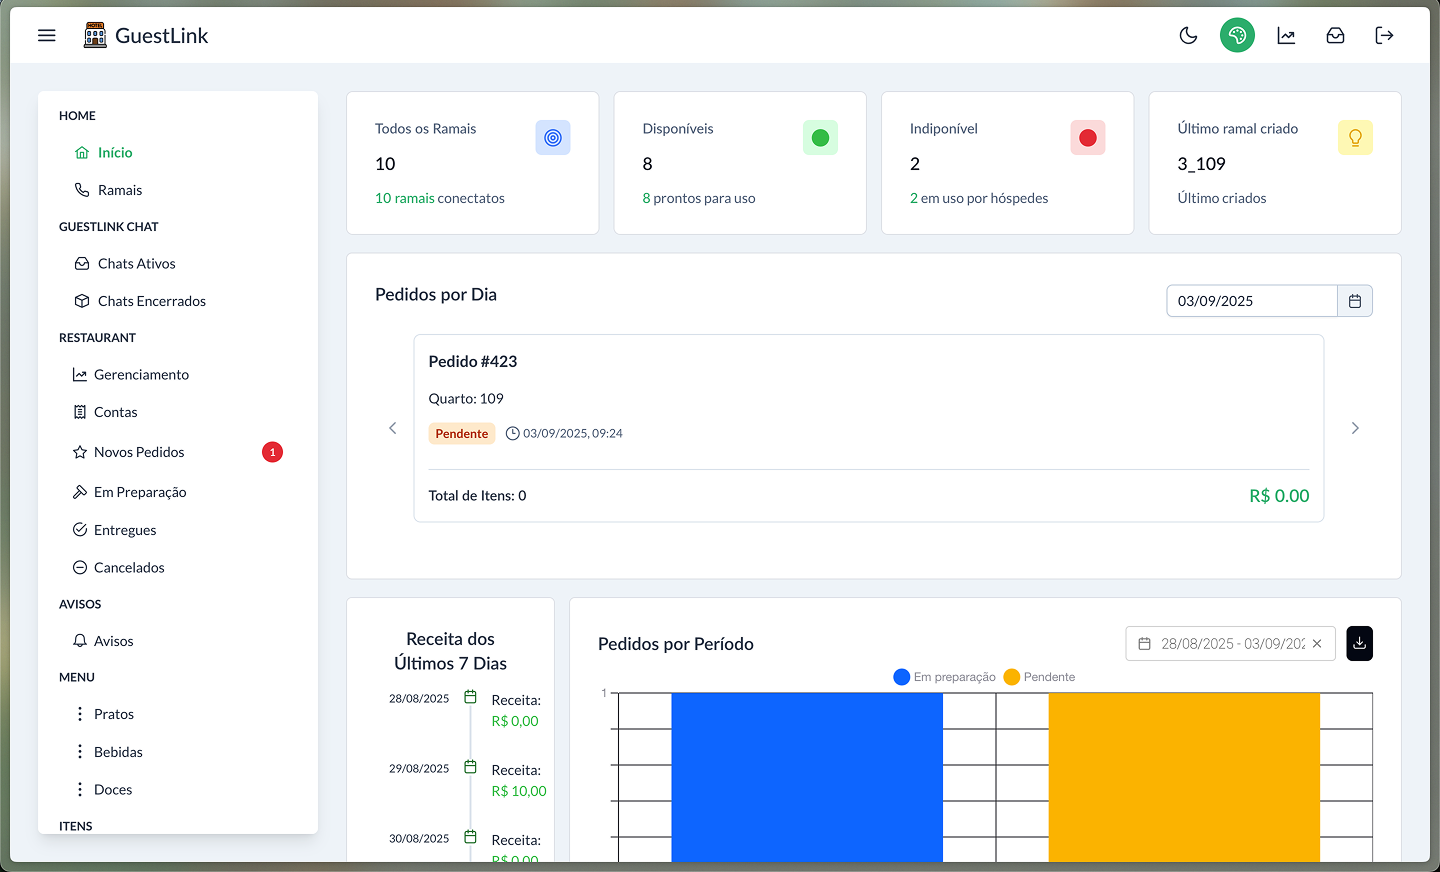 GuestLink
HOME
Início
Ramais
GUESTLINK CHAT
Chats Ativos
Chats Encerrados
RESTAURANT
Gerenciamento
Contas
Novos Pedidos 1
Em Preparação
Entregues
Cancelados
AVISOS
Avisos
MENU
Pratos
Bebidas
Doces
ITENS
Todos os Ramais
10
10 ramais conectatos
Disponíveis
8
8 prontos para uso
Indiponível
2
2 em uso por hóspedes
Último ramal criado
3_109
Último criados
Pedidos por Dia
03/09/2025
Pedido #423
Quarto: 109
Pendente 03/09/2025, 09:24
Total de Itens: 0 R$ 0.00
Receita dos
Últimos 7 Dias
28/08/2025 Receita:
R$ 0,00
29/08/2025 Receita:
R$ 10,00
30/08/2025 Receita:
R$ 0,00
Pedidos por Período
28/08/2025 - 03/09/202
Em preparação Pendente
1